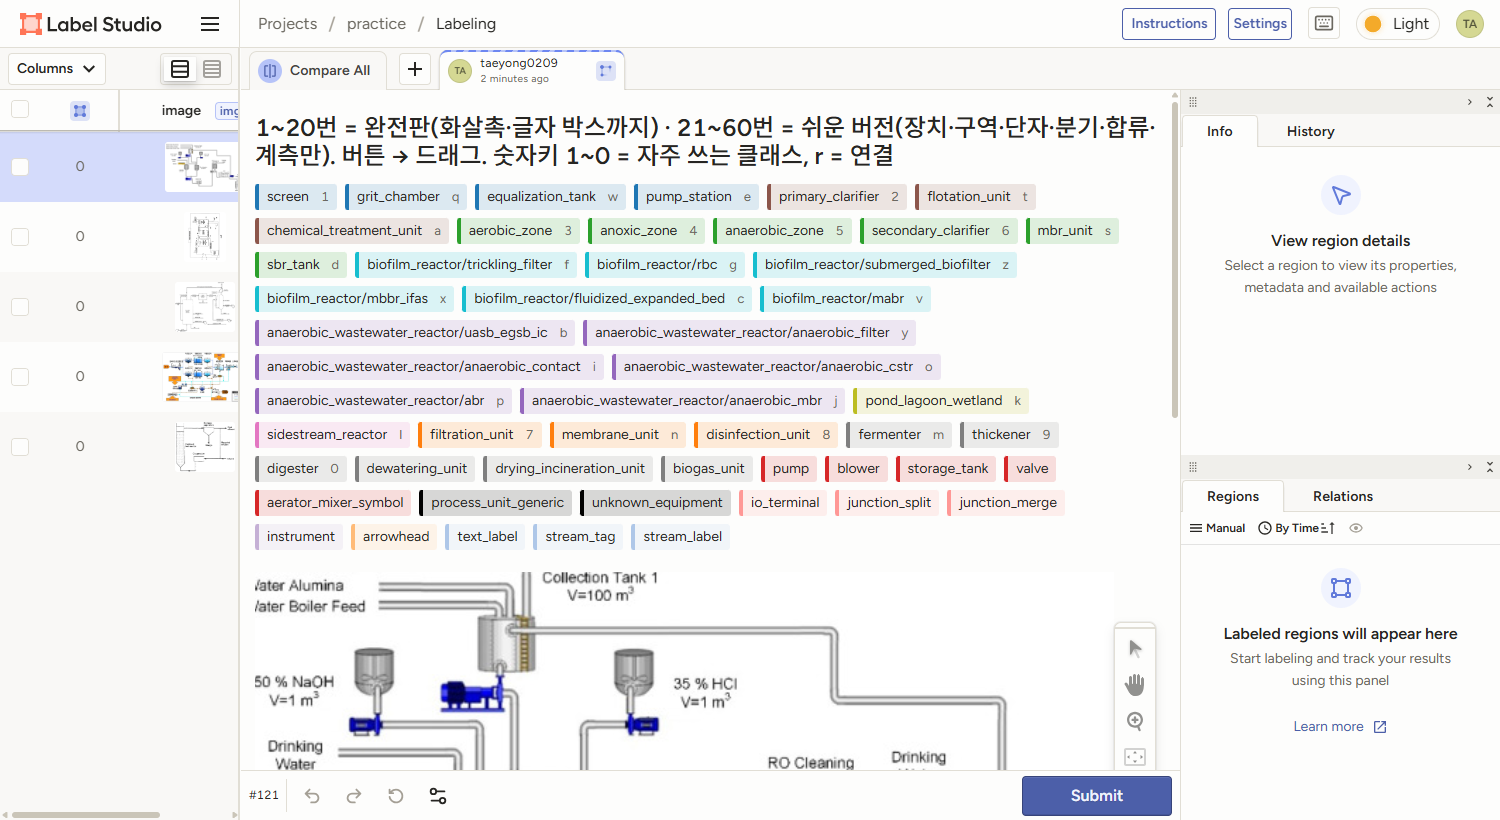 Label Studio
Projects / practice / Labeling
Instructions
Settings
Light
TA
Columns
Compare All
TA
taeyong0209
2 minutes ago
image
0
0
0
0
0
1~20번 = 완전판(화살촉·글자 박스까지) · 21~60번 = 쉬운 버전(장치·구역·단자·분기·합류·
계측만). 버튼 → 드래그. 숫자키 1~0 = 자주 쓰는 클래스, r = 연결
screen 1 grit_chamber q equalization_tank w pump_station e primary_clarifier 2 flotation_unit t
chemical_treatment_unit a aerobic_zone 3 anoxic_zone 4 anaerobic_zone 5 secondary_clarifier 6 mbr_unit s
sbr_tank d biofilm_reactor/trickling_filter f biofilm_reactor/rbc g biofilm_reactor/submerged_biofilter z
biofilm_reactor/mbbr_ifas x biofilm_reactor/fluidized_expanded_bed c biofilm_reactor/mabr v
anaerobic_wastewater_reactor/uasb_egsb_ic b anaerobic_wastewater_reactor/anaerobic_filter y
anaerobic_wastewater_reactor/anaerobic_contact i anaerobic_wastewater_reactor/anaerobic_cstr o
anaerobic_wastewater_reactor/abr p anaerobic_wastewater_reactor/anaerobic_mbr j pond_lagoon_wetland k
sidestream_reactor l filtration_unit 7 membrane_unit n disinfection_unit 8 fermenter m thickener 9
digester 0 dewatering_unit drying_incineration_unit biogas_unit pump blower storage_tank valve
aerator_mixer_symbol process_unit_generic unknown_equipment io_terminal junction_split junction_merge
instrument arrowhead text_label stream_tag stream_label
Alumina
Boiler Feed
Collection Tank 1
V=100 m³
50 % NaOH
V=1 m³
35 % HCl
V=1 m³
Drinking
Water
RO Cleaning
Drinking
#121
Submit
Info
History
View region details
Select a region to view its properties,
metadata and available actions
Regions
Relations
Manual
By Time
Labeled regions will appear here
Start labeling and track your results
using this panel
Learn more